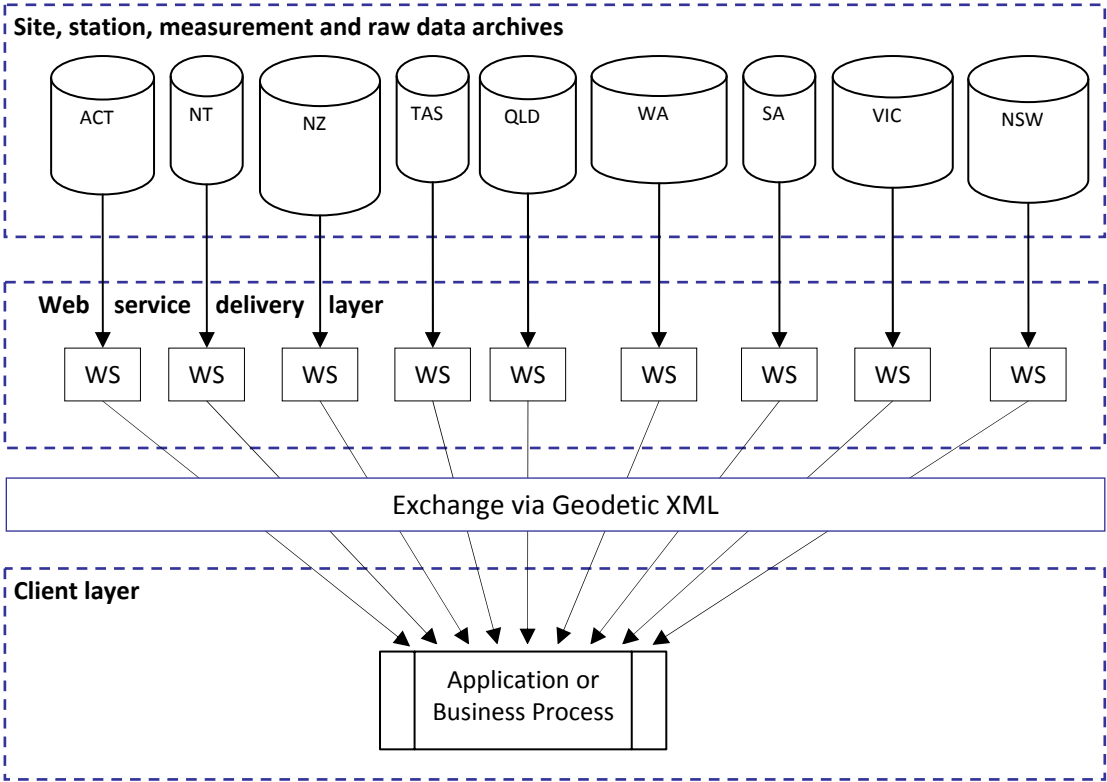 Site, station, measurement and raw data archives
ACT
NT
NZ
TAS
QLD
WA
SA
VIC
NSW
Web service delivery layer
WS
WS
WS
WS
WS
WS
WS
WS
WS
Exchange via Geodetic XML
Client layer
Application or
Business Process